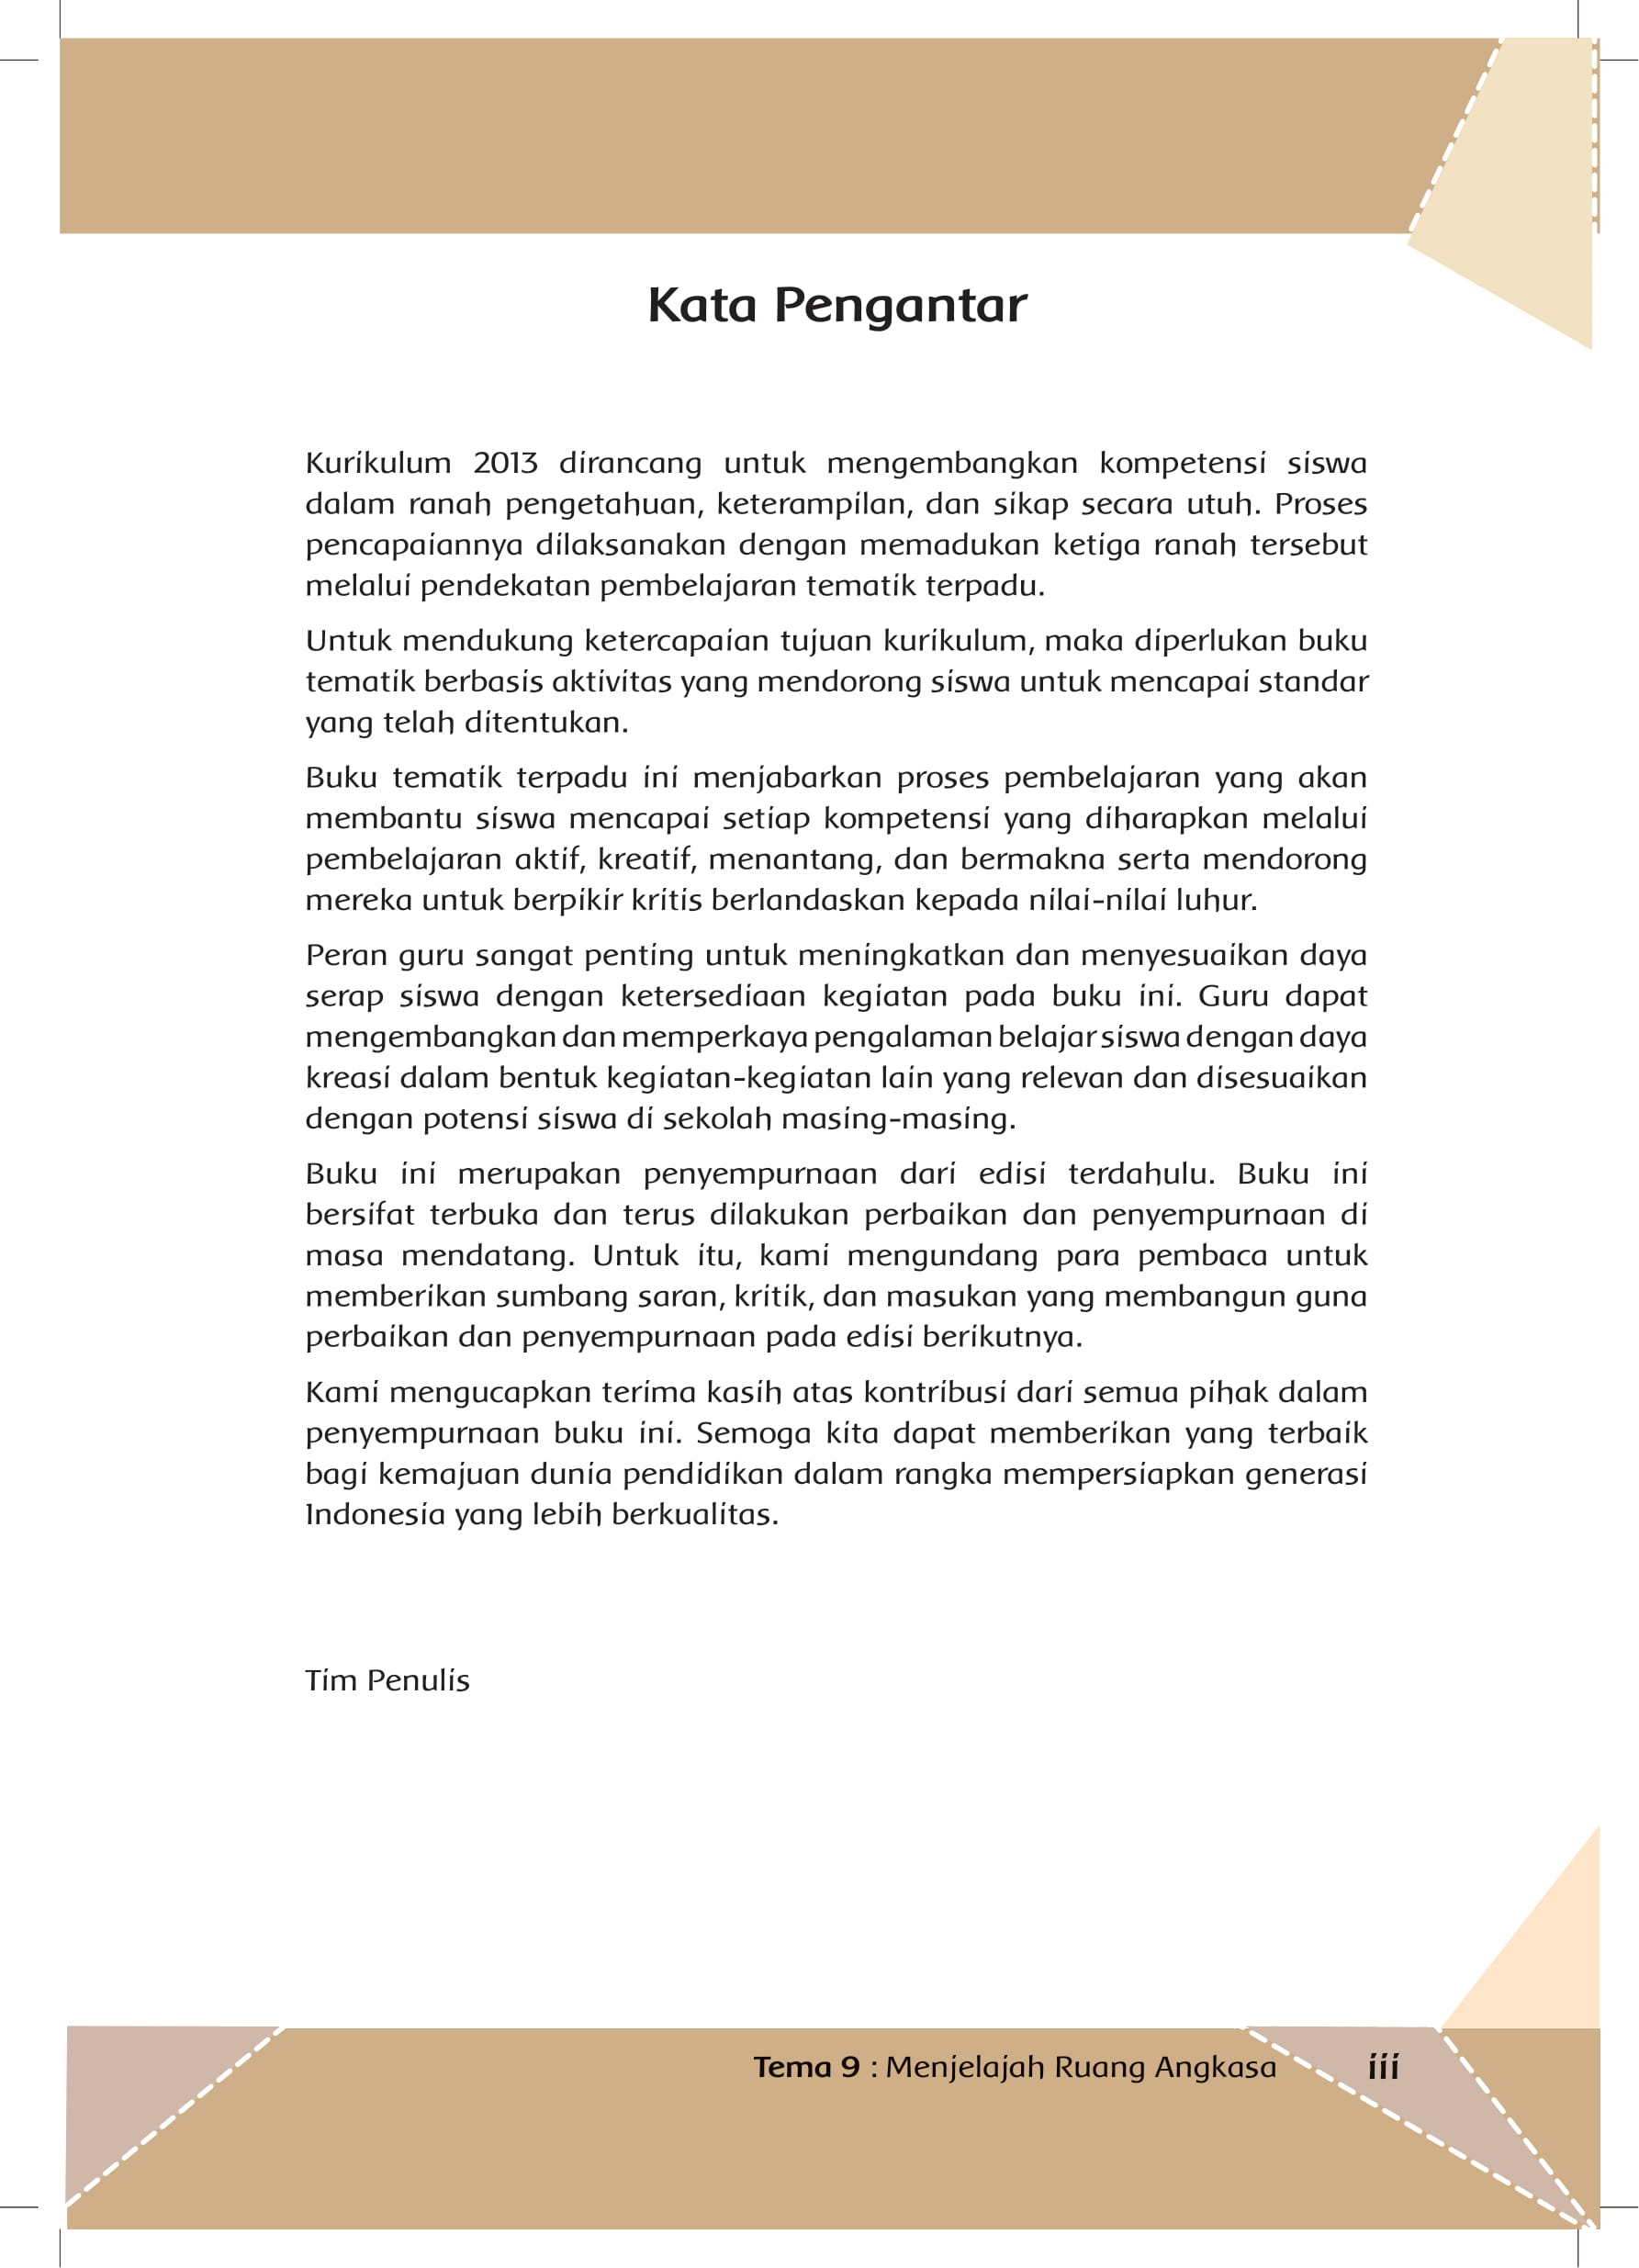 Kata Pengantar
Kurikulum 2013 dirancang untuk mengembangkan kompetensi siswa
dalam ranah pengetahuan, keterampilan, dan sikap secara utuh. Proses
pencapaiannya dilaksanakan dengan memadukan ketiga ranah tersebut
melalui pendekatan pembelajaran tematik terpadu.
Untuk mendukung ketercapaian tujuan kurikulum, maka diperlukan buku
tematik berbasis aktivitas yang mendorong siswa untuk mencapai standar
yang telah ditentukan.
Buku tematik terpadu ini menjabarkan proses pembelajaran yang akan
membantu siswa mencapai setiap kompetensi yang diharapkan melalui
pembelajaran aktif, kreatif, menantang, dan bermakna serta mendorong
mereka untuk berpikir kritis berlandaskan kepada nilai-nilai luhur.
Peran guru sangat penting untuk meningkatkan dan menyesuaikan daya
serap siswa dengan ketersediaan kegiatan pada buku ini. Guru dapat
mengembangkan dan memperkaya pengalaman belajar siswa dengan daya
kreasi dalam bentuk kegiatan-kegiatan lain yang relevan dan disesuaikan
dengan potensi siswa di sekolah masing-masing.
Buku ini merupakan penyempurnaan dari edisi terdahulu. Buku ini
bersifat terbuka dan terus dilakukan perbaikan dan penyempurnaan di
masa mendatang. Untuk itu, kami mengundang para pembaca untuk
memberikan sumbang saran, kritik, dan masukan yang membangun guna
perbaikan dan penyempurnaan pada edisi berikutnya.
Kami mengucapkan terima kasih atas kontribusi dari semua pihak dalam
penyempurnaan buku ini. Semoga kita dapat memberikan yang terbaik
bagi kemajuan dunia pendidikan dalam rangka mempersiapkan generasi
Indonesia yang lebih berkualitas.
Tim Penulis
Tema 9 : Menjelajah Ruang Angkasa iii